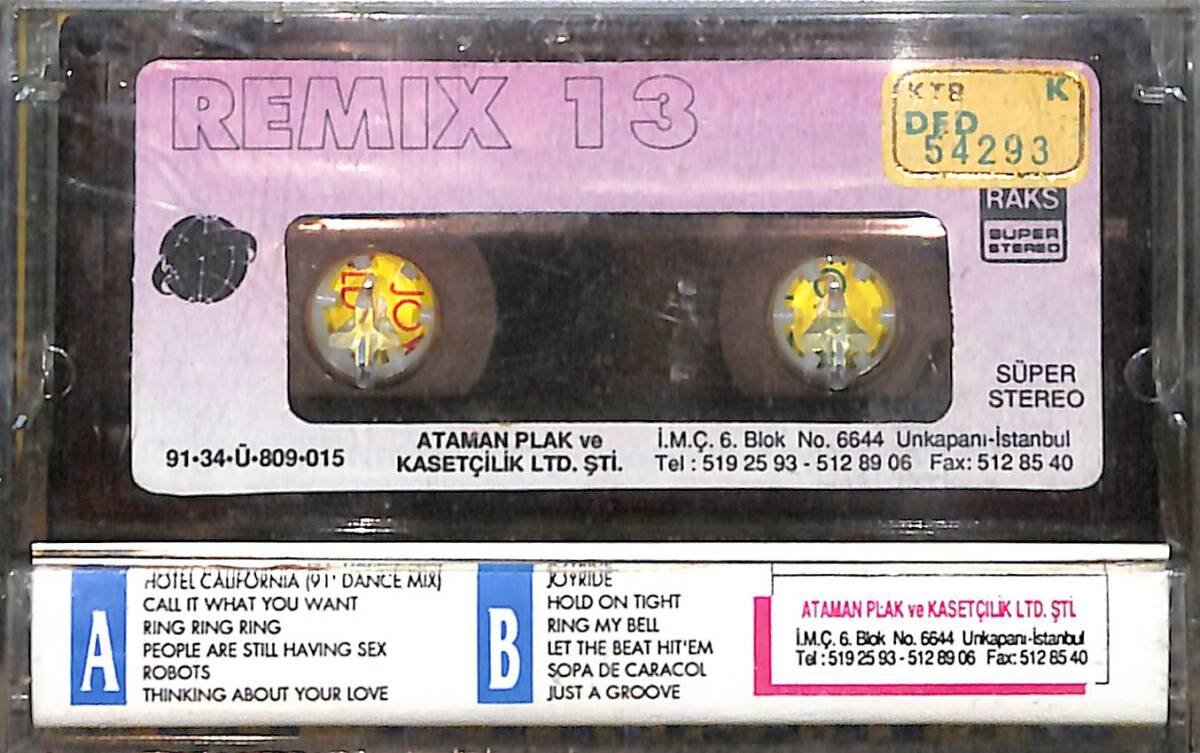 REMIX 13
KTB K
DFD
54293
RAKS
SUPER
STEREO
SÜPER
STEREO
91•34•Ü•809•015
ATAMAN PLAK ve
KASETÇİLİK LTD. ŞTİ.
İ.M.Ç. 6. Blok No. 6644 Unkapanı-İstanbul
Tel : 519 25 93 - 512 89 06 Fax: 512 85 40
A
HOTEL CALIFORNIA (91' DANCE MIX)
CALL IT WHAT YOU WANT
RING RING RING
PEOPLE ARE STILL HAVING SEX
ROBOTS
THINKING ABOUT YOUR LOVE
B
JOYRIDE
HOLD ON TIGHT
RING MY BELL
LET THE BEAT HIT'EM
SOPA DE CARACOL
JUST A GROOVE
ATAMAN PLAK ve KASETÇİLİK LTD. ŞTİ.
İ.M.Ç. 6. Blok No. 6644 Unkapanı-İstanbul
Tel : 519 25 93 - 512 89 06 Fax: 512 85 40